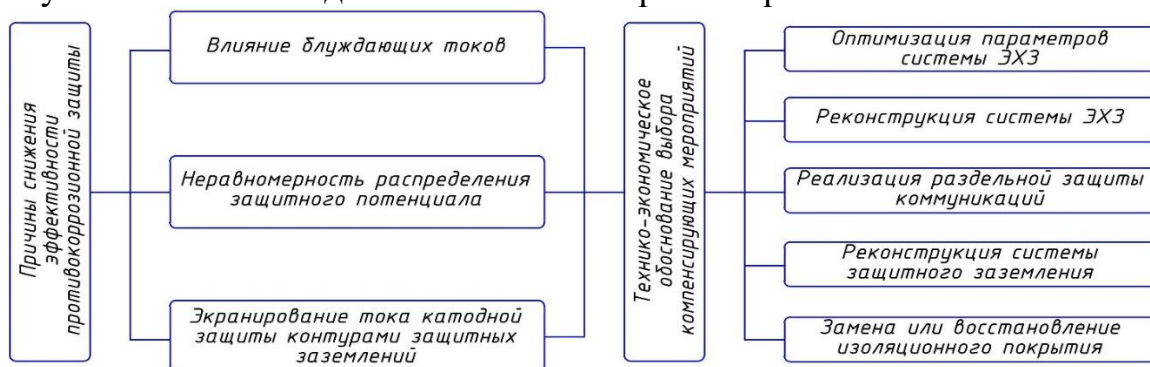 Причины снижения
эффективности
противокоррозионной защиты
Влияние блуждающих токов
Неравномерность распределения
защитного потенциала
Экранирование тока катодной
защиты контурами защитных
заземлений
Технико-экономическое
обоснование выбора
компенсирующих мероприятий
Оптимизация параметров
системы ЭХЗ
Реконструкция системы ЭХЗ
Реализация раздельной защиты
коммуникаций
Реконструкция системы
защитного заземления
Замена или восстановление
изоляционного покрытия